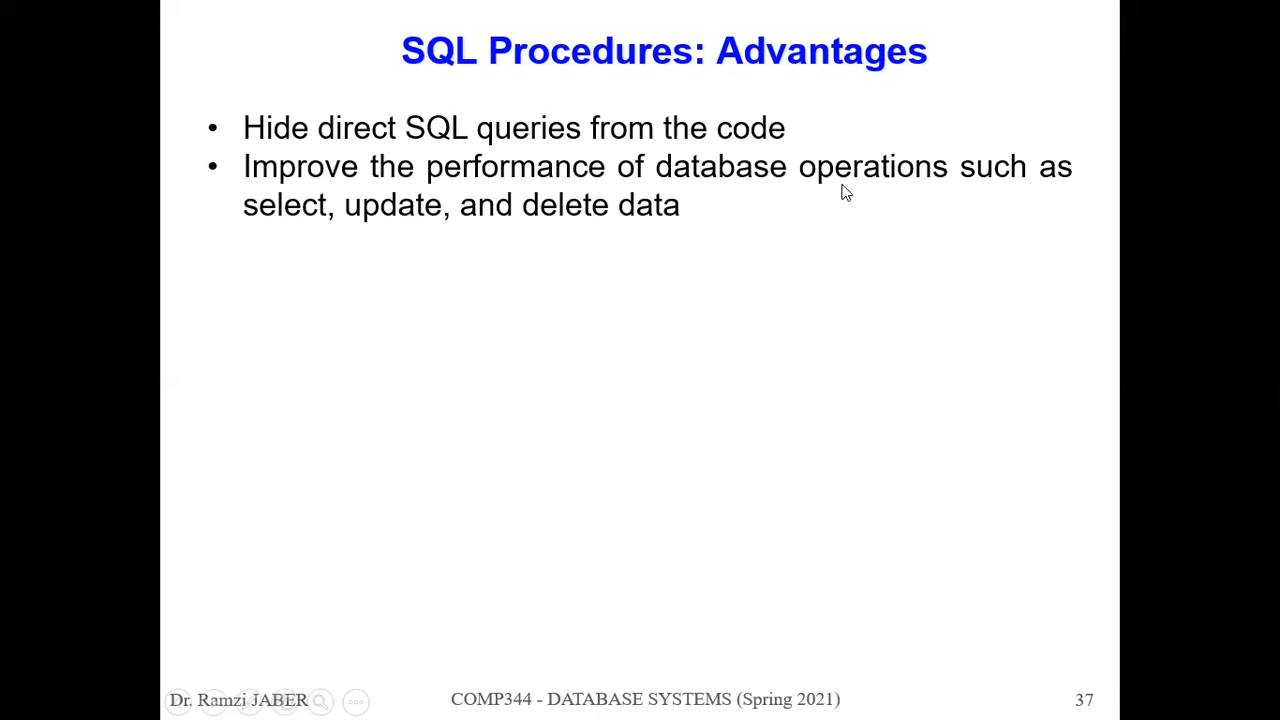 SQL Procedures: Advantages
• Hide direct SQL queries from the code
• Improve the performance of database operations such as
select, update, and delete data
Dr. Ramzi JABER
COMP344 - DATABASE SYSTEMS (Spring 2021)
37